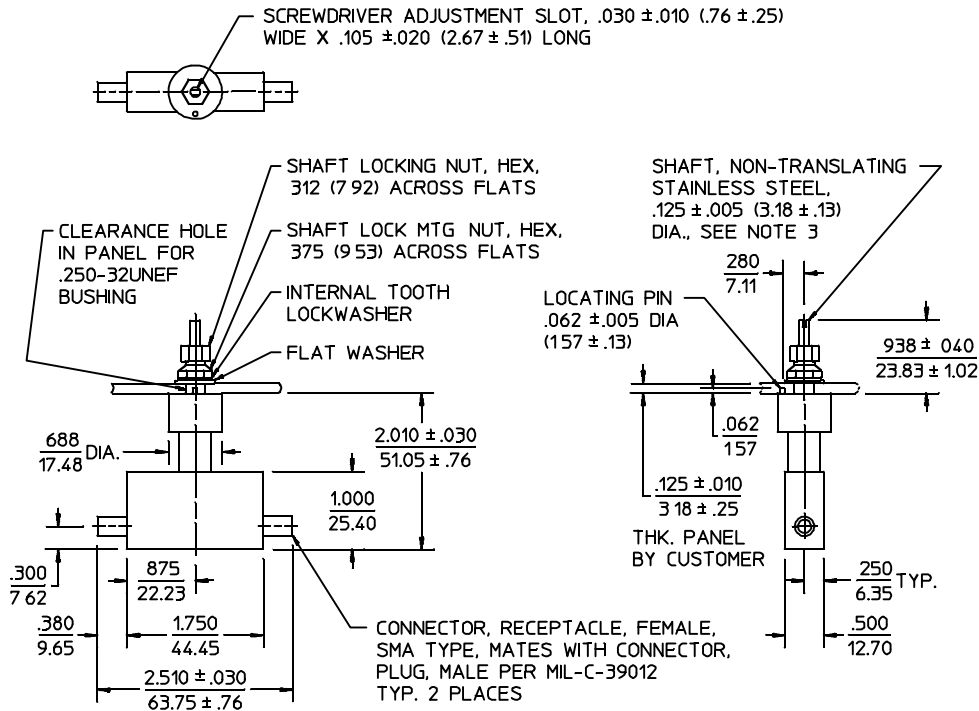 SCREWDRIVER ADJUSTMENT SLOT, .030 ±.010 (.76 ±.25)
WIDE X .105 ±.020 (2.67 ±.51) LONG
SHAFT LOCKING NUT, HEX,
312 (7 92) ACROSS FLATS
SHAFT LOCK MTG NUT, HEX,
375 (9 53) ACROSS FLATS
INTERNAL TOOTH
LOCKWASHER
FLAT WASHER
CLEARANCE HOLE
IN PANEL FOR
.250-32UNEF
BUSHING
SHAFT, NON-TRANSLATING
STAINLESS STEEL,
.125 ±.005 (3.18 ±.13)
DIA., SEE NOTE 3
280
7.11
LOCATING PIN
.062 ±.005 DIA
(157 ±.13)
938 ± 040
23.83 ± 1.02
688
17.48
DIA.
2.010 ±.030
51.05 ±.76
1.000
25.40
.062
157
.125 ±.010
3 18 ±.25
THK. PANEL
BY CUSTOMER
.300
7 62
875
22.23
250
6.35
TYP.
.380
9.65
1.750
44.45
.500
12.70
2.510 ±.030
63.75 ±.76
CONNECTOR, RECEPTACLE, FEMALE,
SMA TYPE, MATES WITH CONNECTOR,
PLUG, MALE PER MIL-C-39012
TYP. 2 PLACES